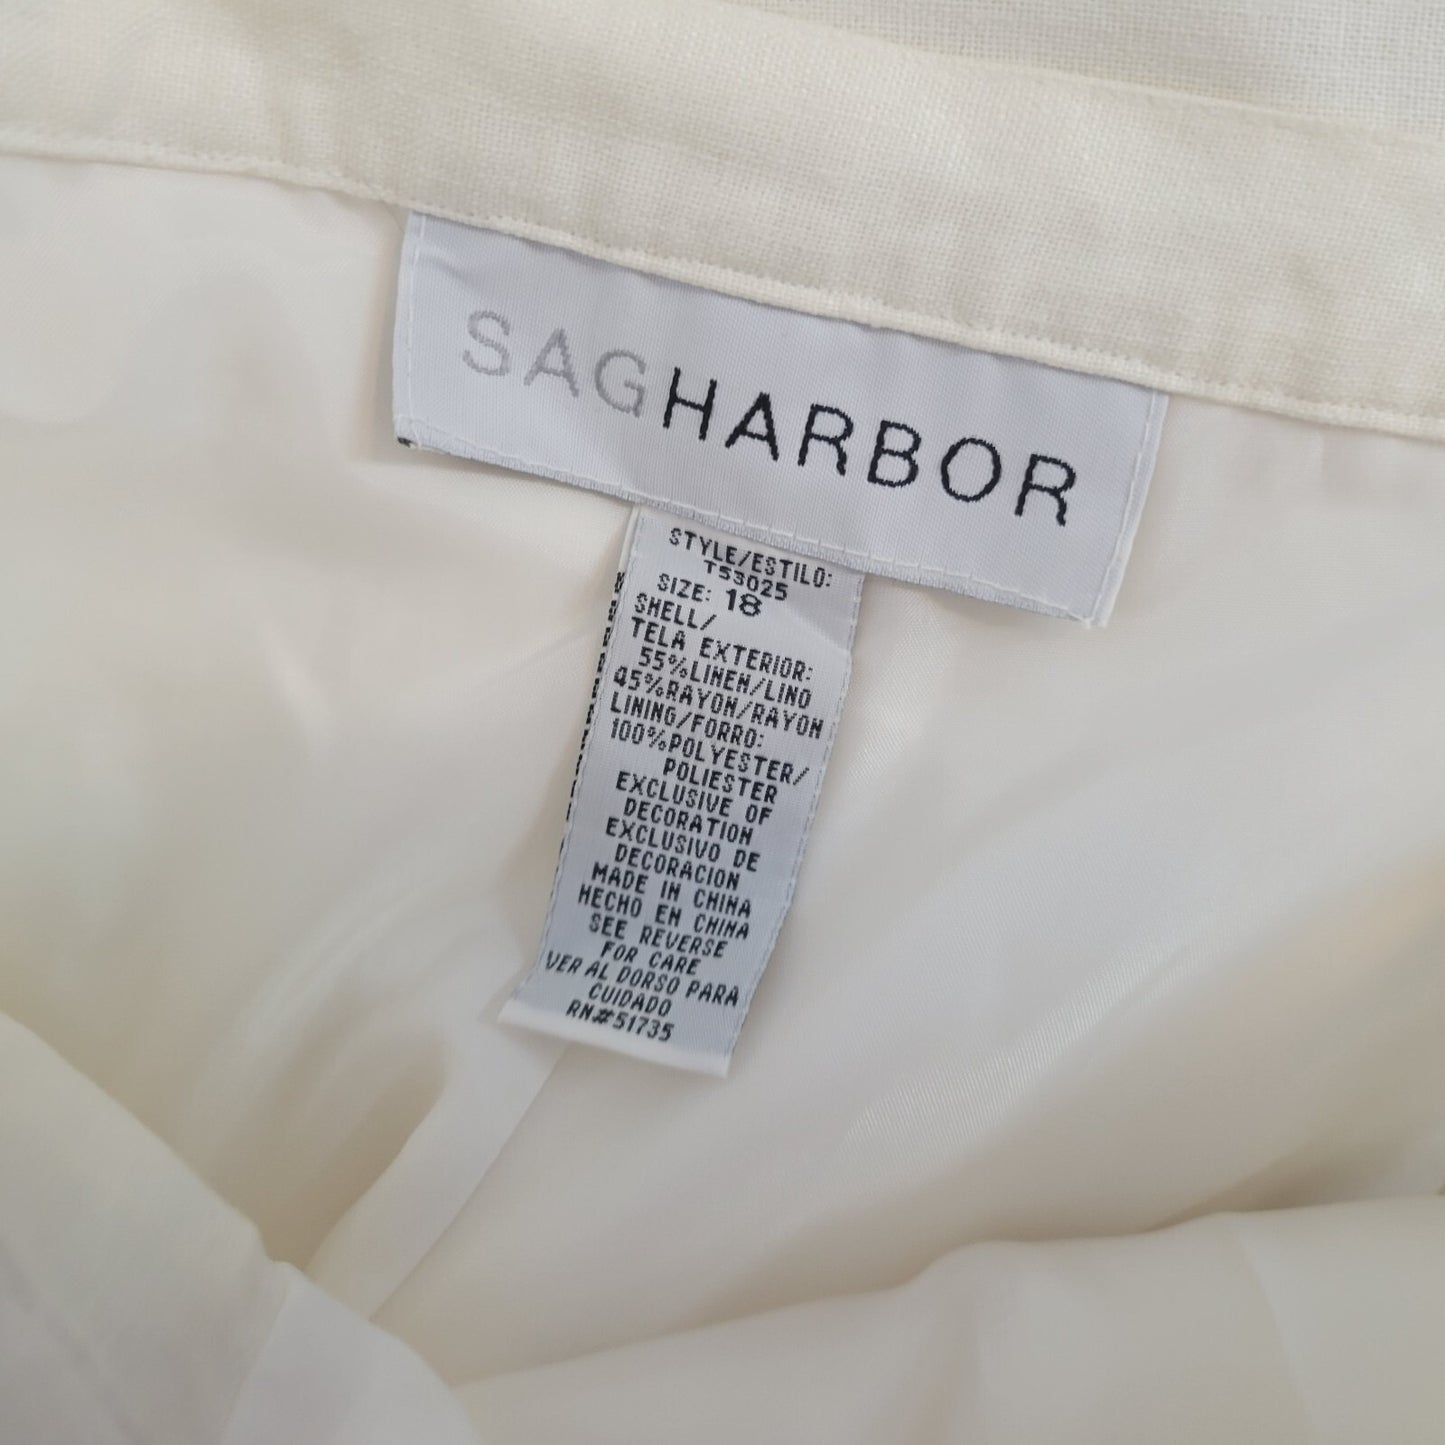 SAGHARBOR
STYLE/ESTILO:
T53025
SIZE: 18
SHELL/
TELA EXTERIOR:
55%LINEN/LINO
45%RAYON/RAYON
LINING/FORRO:
100%POLYESTER/
POLIESTER
EXCLUSIVE OF
DECORATION
EXCLUSIVO DE
DECORACION
MADE IN CHINA
HECHO EN CHINA
SEE REVERSE
FOR CARE
VER AL DORSO PARA
CUIDADO
RN#51735